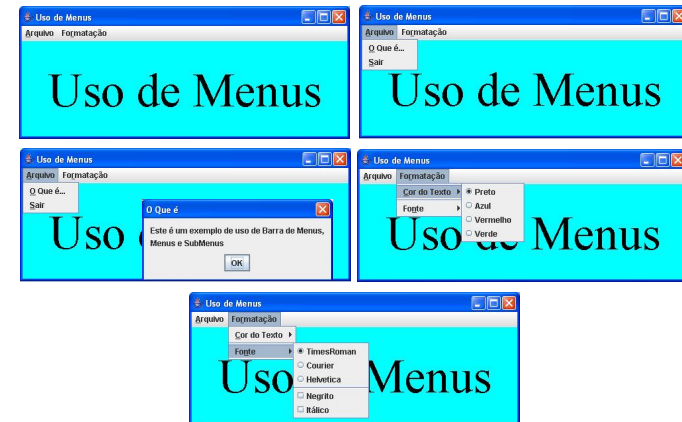 Uso de Menus
Arquivo Formatação
Uso de Menus
Uso de Menus
Arquivo Formatação
O Que é...
Sair
Uso de Menus
Uso de Menus
Arquivo Formatação
O Que é...
Sair
Uso
O Que é
Este é um exemplo de uso de Barra de Menus,
Menus e SubMenus
OK
Uso de Menus
Arquivo Formatação
Cor do Texto
Fonte
Preto
Azul
Vermelho
Verde
Uso de Menus
Uso de Menus
Arquivo Formatação
Cor do Texto
Fonte
TimesRoman
Courier
Helvetica
Negrito
Itálico
Uso Menus